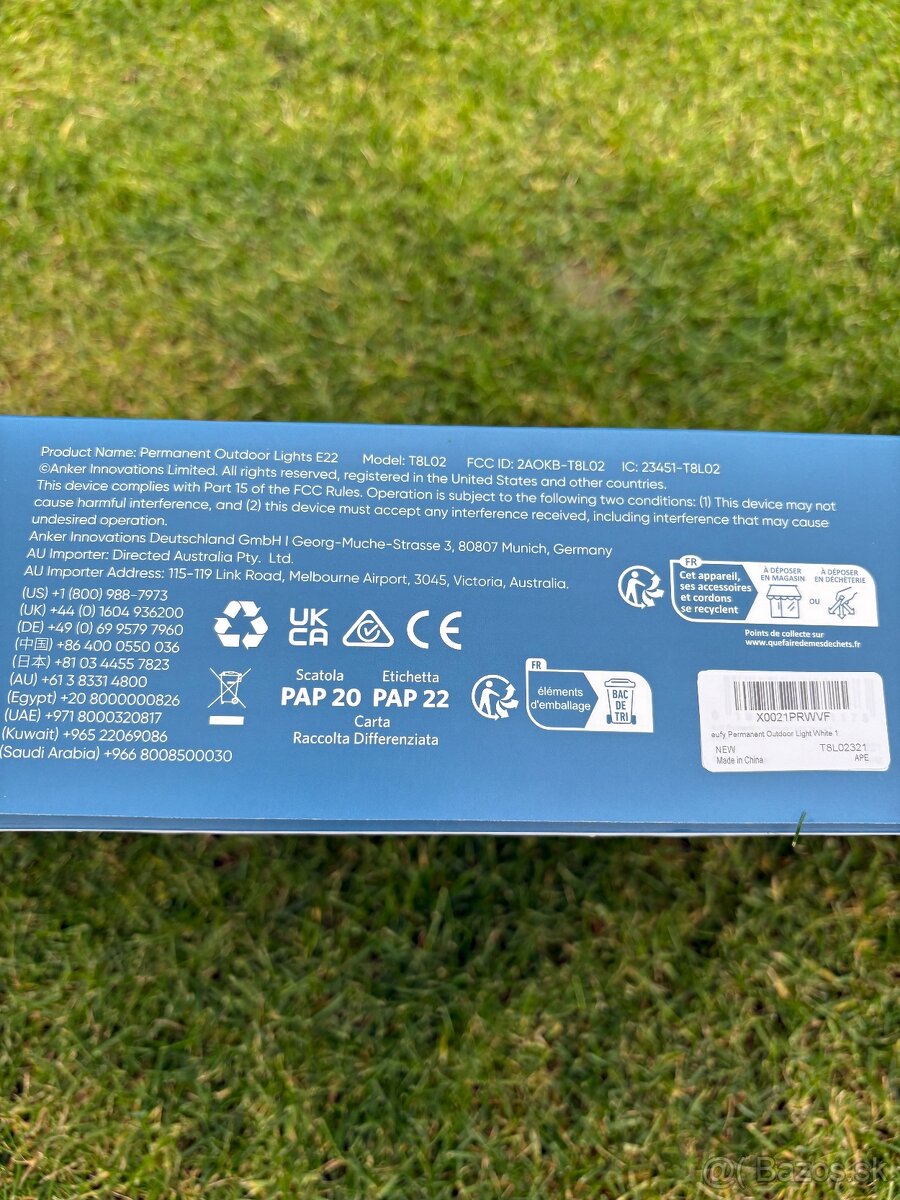 Product Name: Permanent Outdoor Lights E22 Model: T8L02 FCC ID: 2AOKB-T8L02 IC: 23451-T8L02
©Anker Innovations Limited. All rights reserved, registered in the United States and other countries.
This device complies with Part 15 of the FCC Rules. Operation is subject to the following two conditions: (1) This device may not
cause harmful interference, and (2) this device must accept any interference received, including interference that may cause
undesired operation.
Anker Innovations Deutschland GmbH I Georg-Muche-Strasse 3, 80807 Munich, Germany
AU Importer: Directed Australia Pty. Ltd.
AU Importer Address: 115-119 Link Road, Melbourne Airport, 3045, Victoria, Australia.
(US) +1 (800) 988-7973
(UK) +44 (0) 1604 936200
(DE) +49 (0) 69 9579 7960
(中国) +86 400 0550 036
(日本) +81 03 4455 7823
(AU) +61 3 8331 4800
(Egypt) +20 8000000826
(UAE) +971 8000320817
(Kuwait) +965 22069086
(Saudi Arabia) +966 8008500030
UK
CA
CE
Scatola Etichetta
PAP 20 PAP 22
Carta
Raccolta Differenziata
FR
éléments
d'emballage
BAC
DE
TRI
FR
Cet appareil,
ses accessoires
et cordons
se recyclent
À DÉPOSER
EN MAGASIN
OU
À DÉPOSER
EN DÉCHÈTERIE
Points de collecte sur
www.quefairedemesdechets.fr
X0021PRWVF
eufy Permanent Outdoor Light White 1
NEW T8L02321
Made in China APE
Bazos.sk